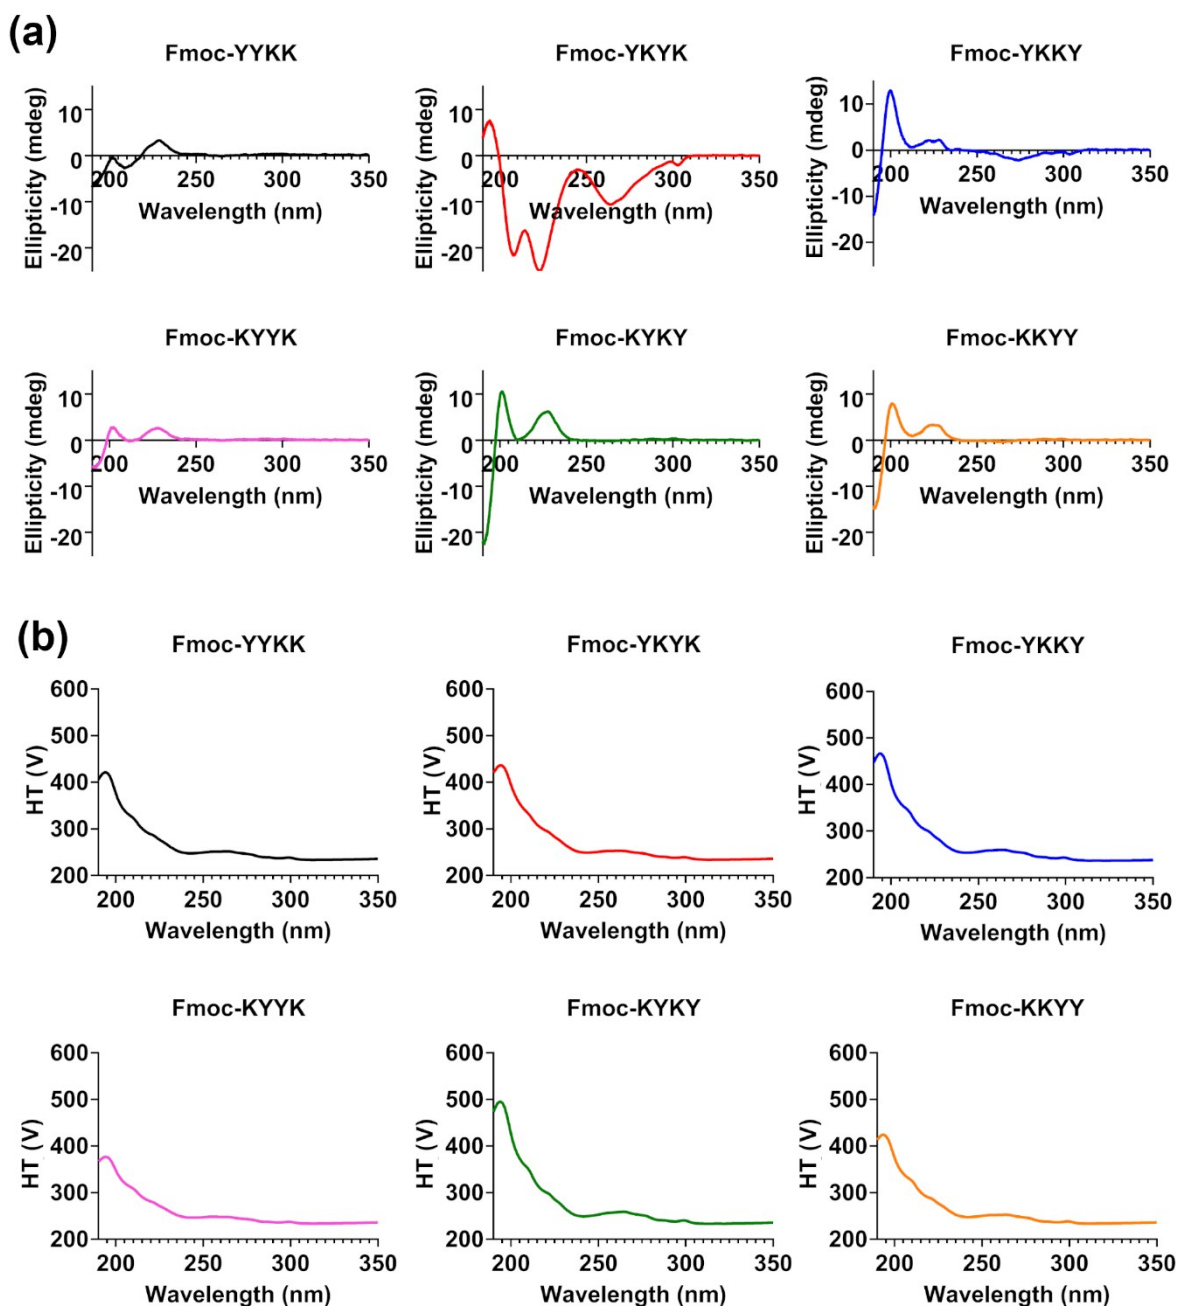 (a)
Fmoc-YYKK
Ellipticity (mdeg)
10
0
-10
-20
200 250 300 350
Wavelength (nm)
Fmoc-YKYK
Ellipticity (mdeg)
10
0
-10
-20
200 250 300 350
Wavelength (nm)
Fmoc-YKKY
Ellipticity (mdeg)
10
0
-10
-20
200 250 300 350
Wavelength (nm)
Fmoc-KYYK
Ellipticity (mdeg)
10
0
-10
-20
200 250 300 350
Wavelength (nm)
Fmoc-KYKY
Ellipticity (mdeg)
10
0
-10
-20
200 250 300 350
Wavelength (nm)
Fmoc-KKYY
Ellipticity (mdeg)
10
0
-10
-20
200 250 300 350
Wavelength (nm)
(b)
Fmoc-YYKK
HT (V)
600
500
400
300
200
200 250 300 350
Wavelength (nm)
Fmoc-YKYK
HT (V)
600
500
400
300
200
200 250 300 350
Wavelength (nm)
Fmoc-YKKY
HT (V)
600
500
400
300
200
200 250 300 350
Wavelength (nm)
Fmoc-KYYK
HT (V)
600
500
400
300
200
200 250 300 350
Wavelength (nm)
Fmoc-KYKY
HT (V)
600
500
400
300
200
200 250 300 350
Wavelength (nm)
Fmoc-KKYY
HT (V)
600
500
400
300
200
200 250 300 350
Wavelength (nm)